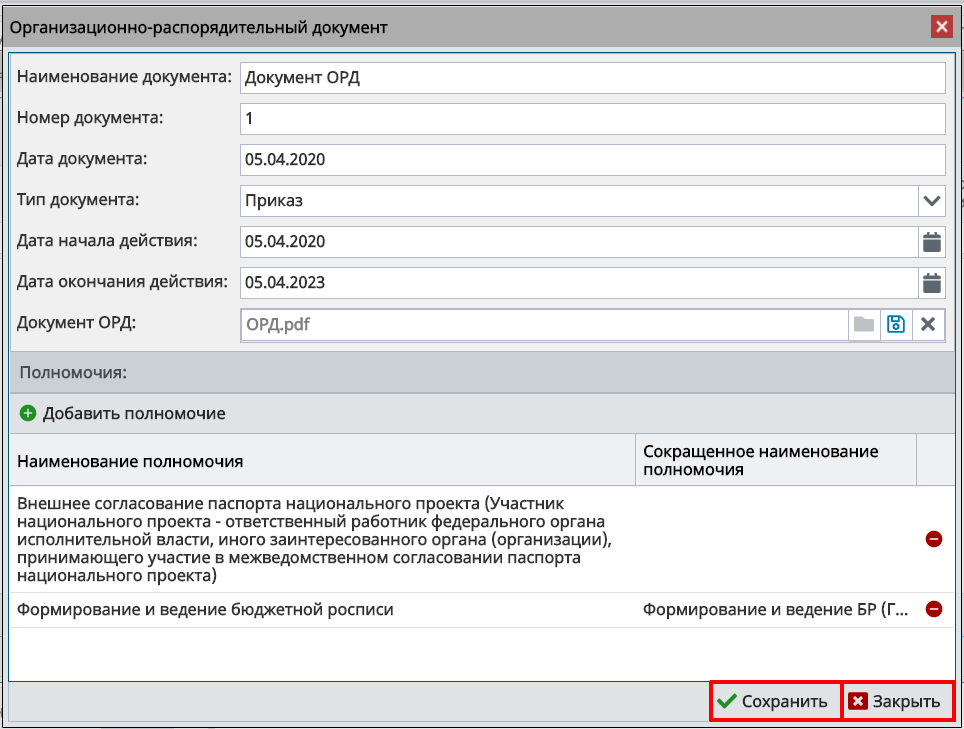 Организационно-распорядительный документ
Наименование документа: Документ ОРД
Номер документа: 1
Дата документа: 05.04.2020
Тип документа: Приказ
Дата начала действия: 05.04.2020
Дата окончания действия: 05.04.2023
Документ ОРД: ОРД.pdf
Полномочия:
Добавить полномочие
Наименование полномочия
Сокращенное наименование
полномочия
Внешнее согласование паспорта национального проекта (Участник
национального проекта - ответственный работник федерального органа
исполнительной власти, иного заинтересованного органа (организации),
принимающего участие в межведомственном согласовании паспорта
национального проекта)
Формирование и ведение бюджетной росписи Формирование и ведение БР (Г...
Сохранить Закрыть